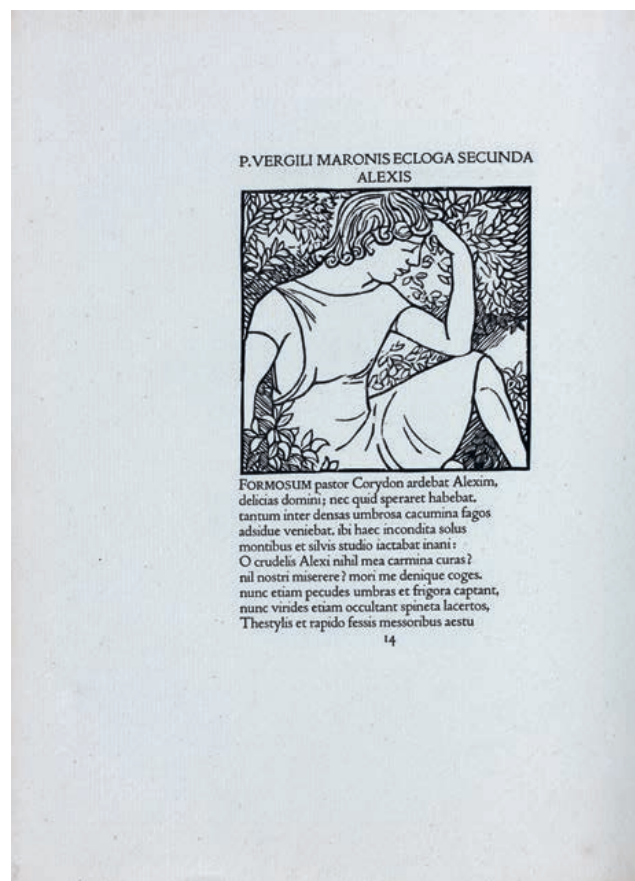 P. VERGILI MARONIS ECLOGA SECUNDA
ALEXIS
FORMOSUM pastor Corydon ardebat Alexim,
delicias domini; nec quid speraret habebat.
tantum inter densas umbrosa cacumina fagos
adsidue veniebat. ibi haec incondita solus
montibus et silvis studio iactabat inani:
O crudelis Alexi nihil mea carmina curas?
nil nostri miserere? mori me denique coges.
nunc etiam pecudes umbras et frigora captant,
nunc virides etiam occultant spineta lacertos,
Thestylis et rapido fessis messoribus aestu
14